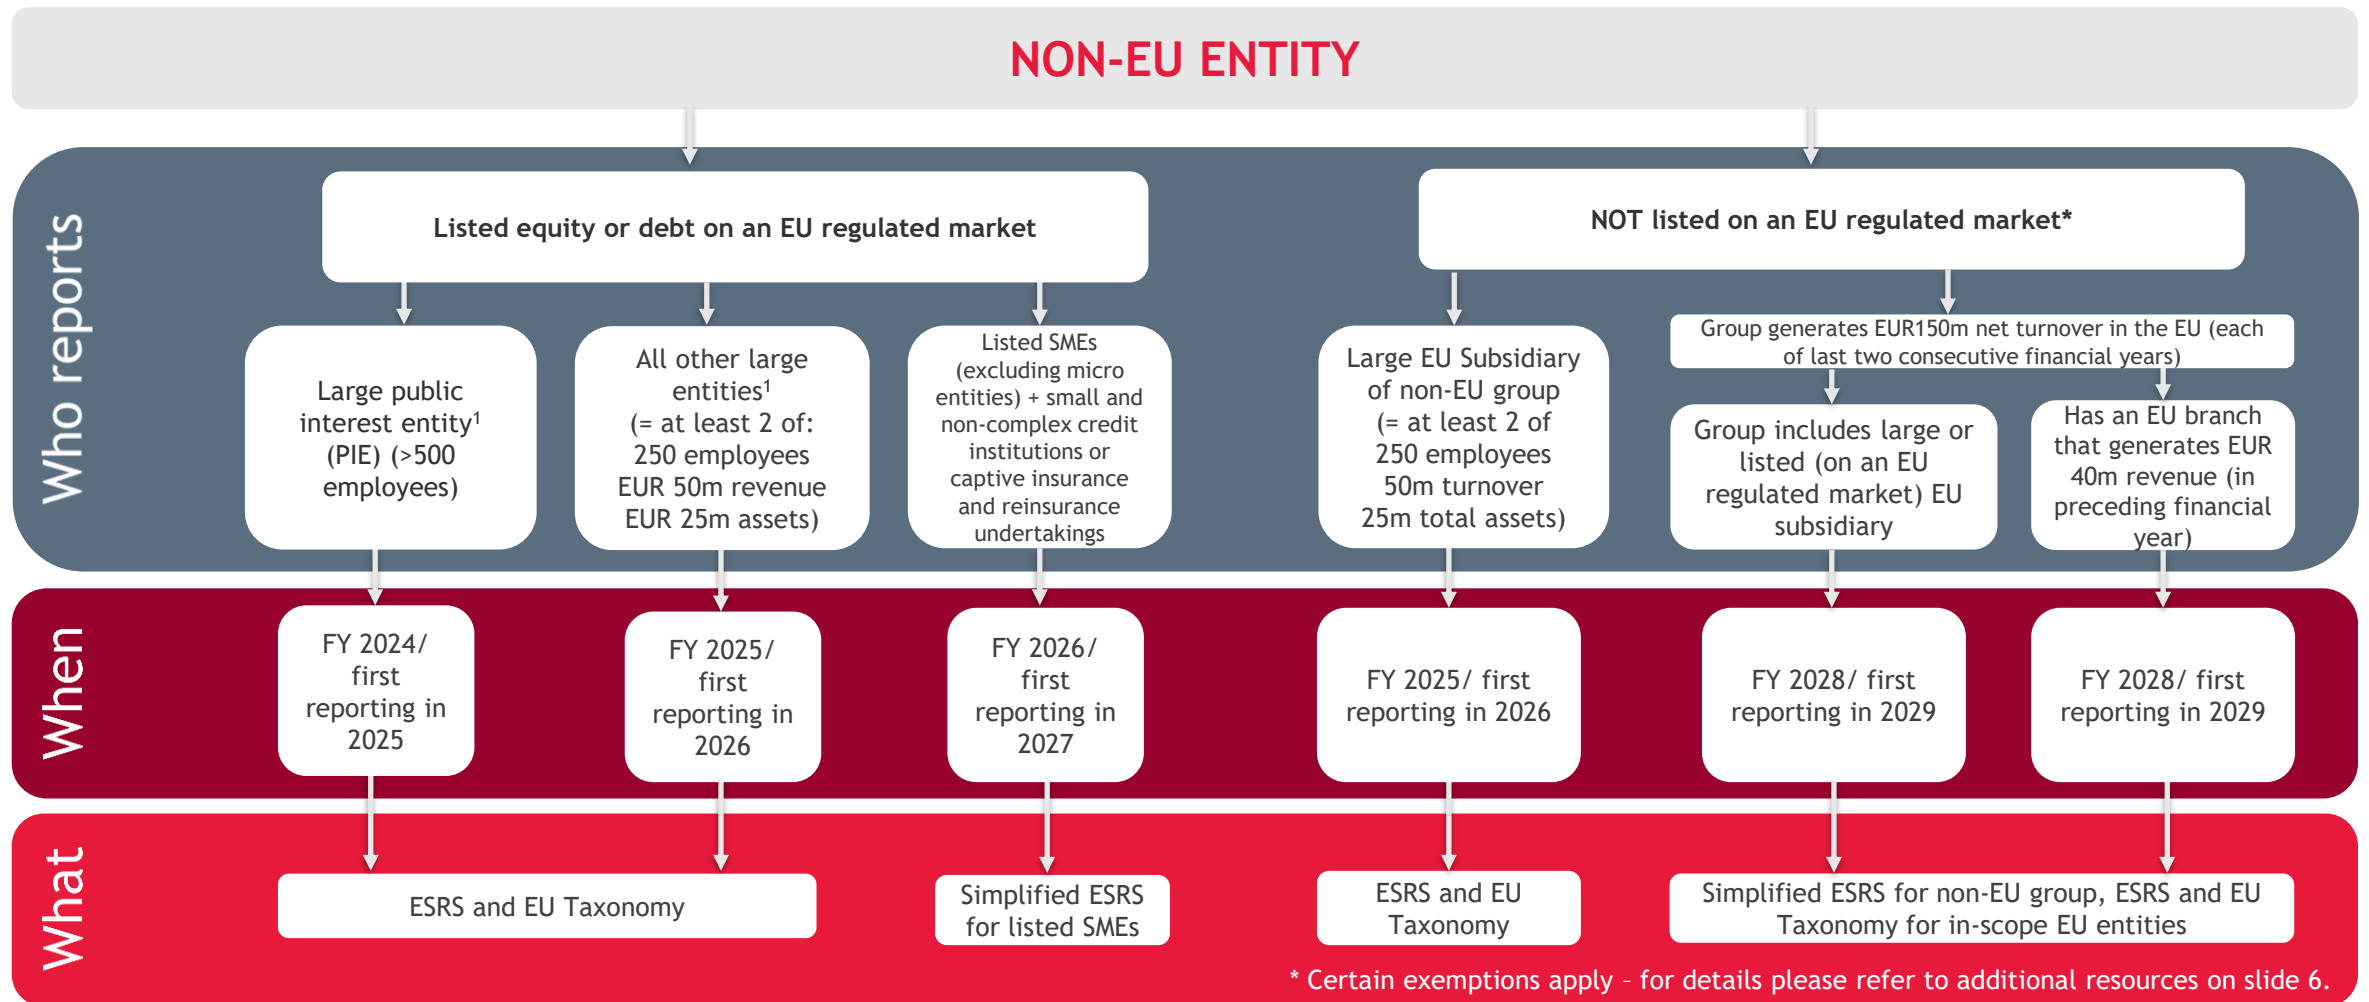 NON-EU ENTITY
Who reports
Listed equity or debt on an EU regulated market
NOT listed on an EU regulated market*
Large public
interest entity¹
(PIE) (>500
employees)
All other large
entities¹
(= at least 2 of:
250 employees
EUR 50m revenue
EUR 25m assets)
Listed SMEs
(excluding micro
entities) + small and
non-complex credit
institutions or
captive insurance
and reinsurance
undertakings
Large EU Subsidiary
of non-EU group
(= at least 2 of
250 employees
50m turnover
25m total assets)
Group generates EUR150m net turnover in the EU (each
of last two consecutive financial years)
Group includes large or
listed (on an EU
regulated market) EU
subsidiary
Has an EU branch
that generates EUR
40m revenue (in
preceding financial
year)
When
FY 2024/
first
reporting in
2025
FY 2025/
first
reporting in
2026
FY 2026/
first
reporting in
2027
FY 2025/ first
reporting in 2026
FY 2028/ first
reporting in 2029
FY 2028/ first
reporting in 2029
What
ESRS and EU Taxonomy
Simplified ESRS
for listed SMEs
ESRS and EU
Taxonomy
Simplified ESRS for non-EU group, ESRS and EU
Taxonomy for in-scope EU entities
* Certain exemptions apply – for details please refer to additional resources on slide 6.